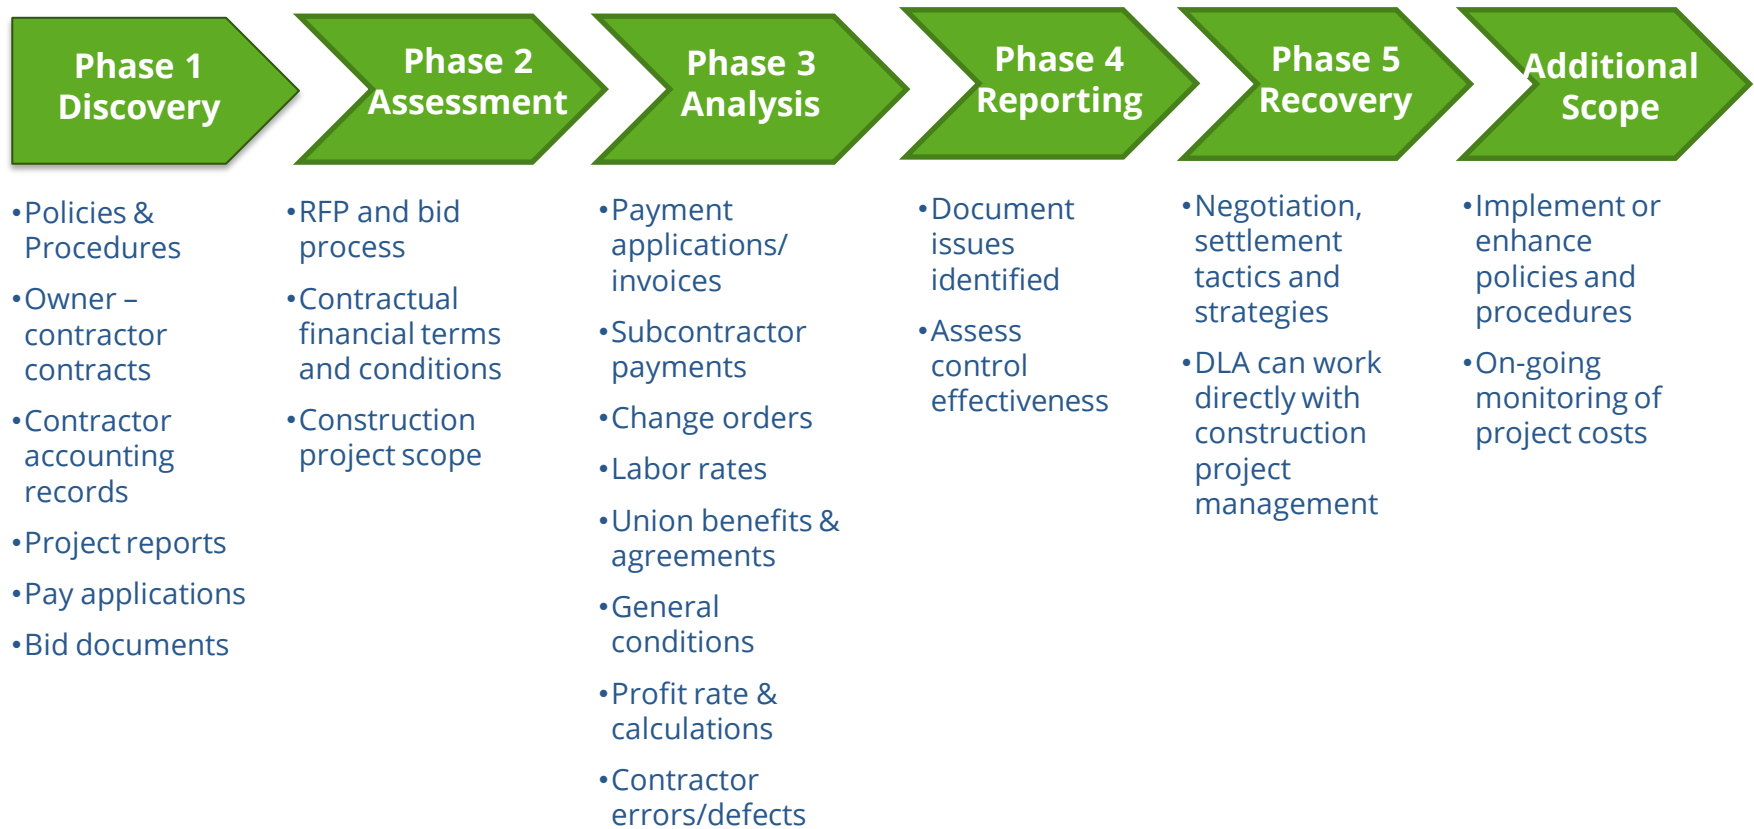 Phase 1
Discovery
•Policies &
Procedures
•Owner –
contractor
contracts
•Contractor
accounting
records
•Project reports
•Pay applications
•Bid documents
Phase 2
Assessment
•RFP and bid
process
•Contractual
financial terms
and conditions
•Construction
project scope
Phase 3
Analysis
•Payment
applications/
invoices
•Subcontractor
payments
•Change orders
•Labor rates
•Union benefits &
agreements
•General
conditions
•Profit rate &
calculations
•Contractor
errors/defects
Phase 4
Reporting
•Document
issues
identified
•Assess
control
effectiveness
Phase 5
Recovery
•Negotiation,
settlement
tactics and
strategies
•DLA can work
directly with
construction
project
management
Additional
Scope
•Implement or
enhance
policies and
procedures
•On-going
monitoring of
project costs